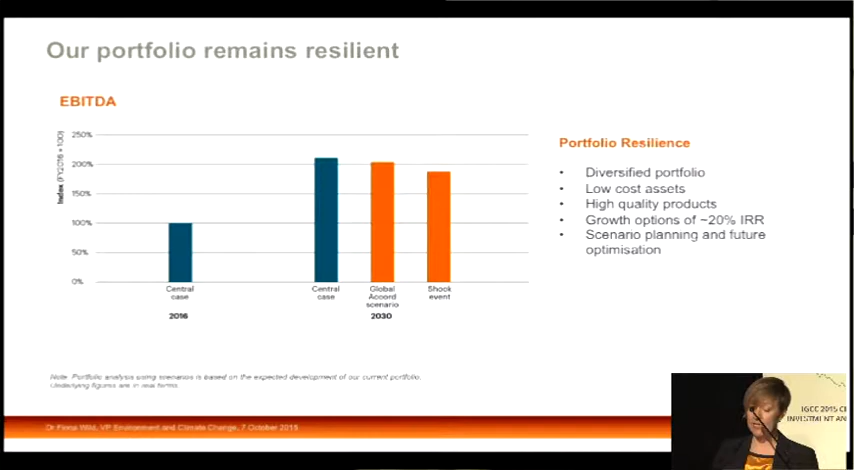 Our portfolio remains resilient
EBITDA
Index (FY2016 = 100)
250%
200%
150%
100%
50%
0%
Central
case
2016
Central
case
Global
Accord
scenario
2030
Shock
event
Portfolio Resilience
• Diversified portfolio
• Low cost assets
• High quality products
• Growth options of ~20% IRR
• Scenario planning and future
optimisation
Note: Portfolio analysis using scenarios is based on the expected development of our current portfolio.
Underlying figures are in real terms.
Dr Fiona Wild, VP Environment and Climate Change, 7 October 2015
IGCC 2015 C
INVESTMENT AN